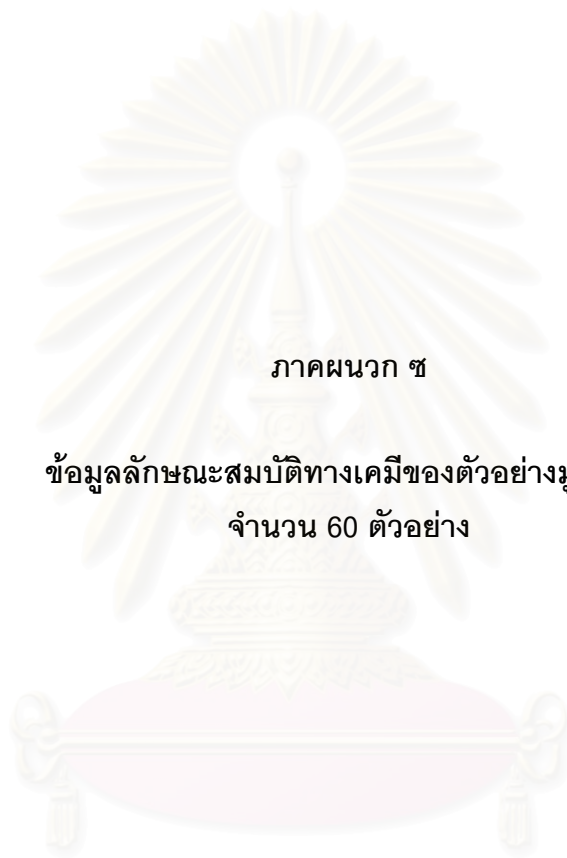 ภาคผนวก ซ
ข้อมูลลักษณะสมบัติทางเคมีของตัวอย่าง
จำนวน 60 ตัวอย่าง